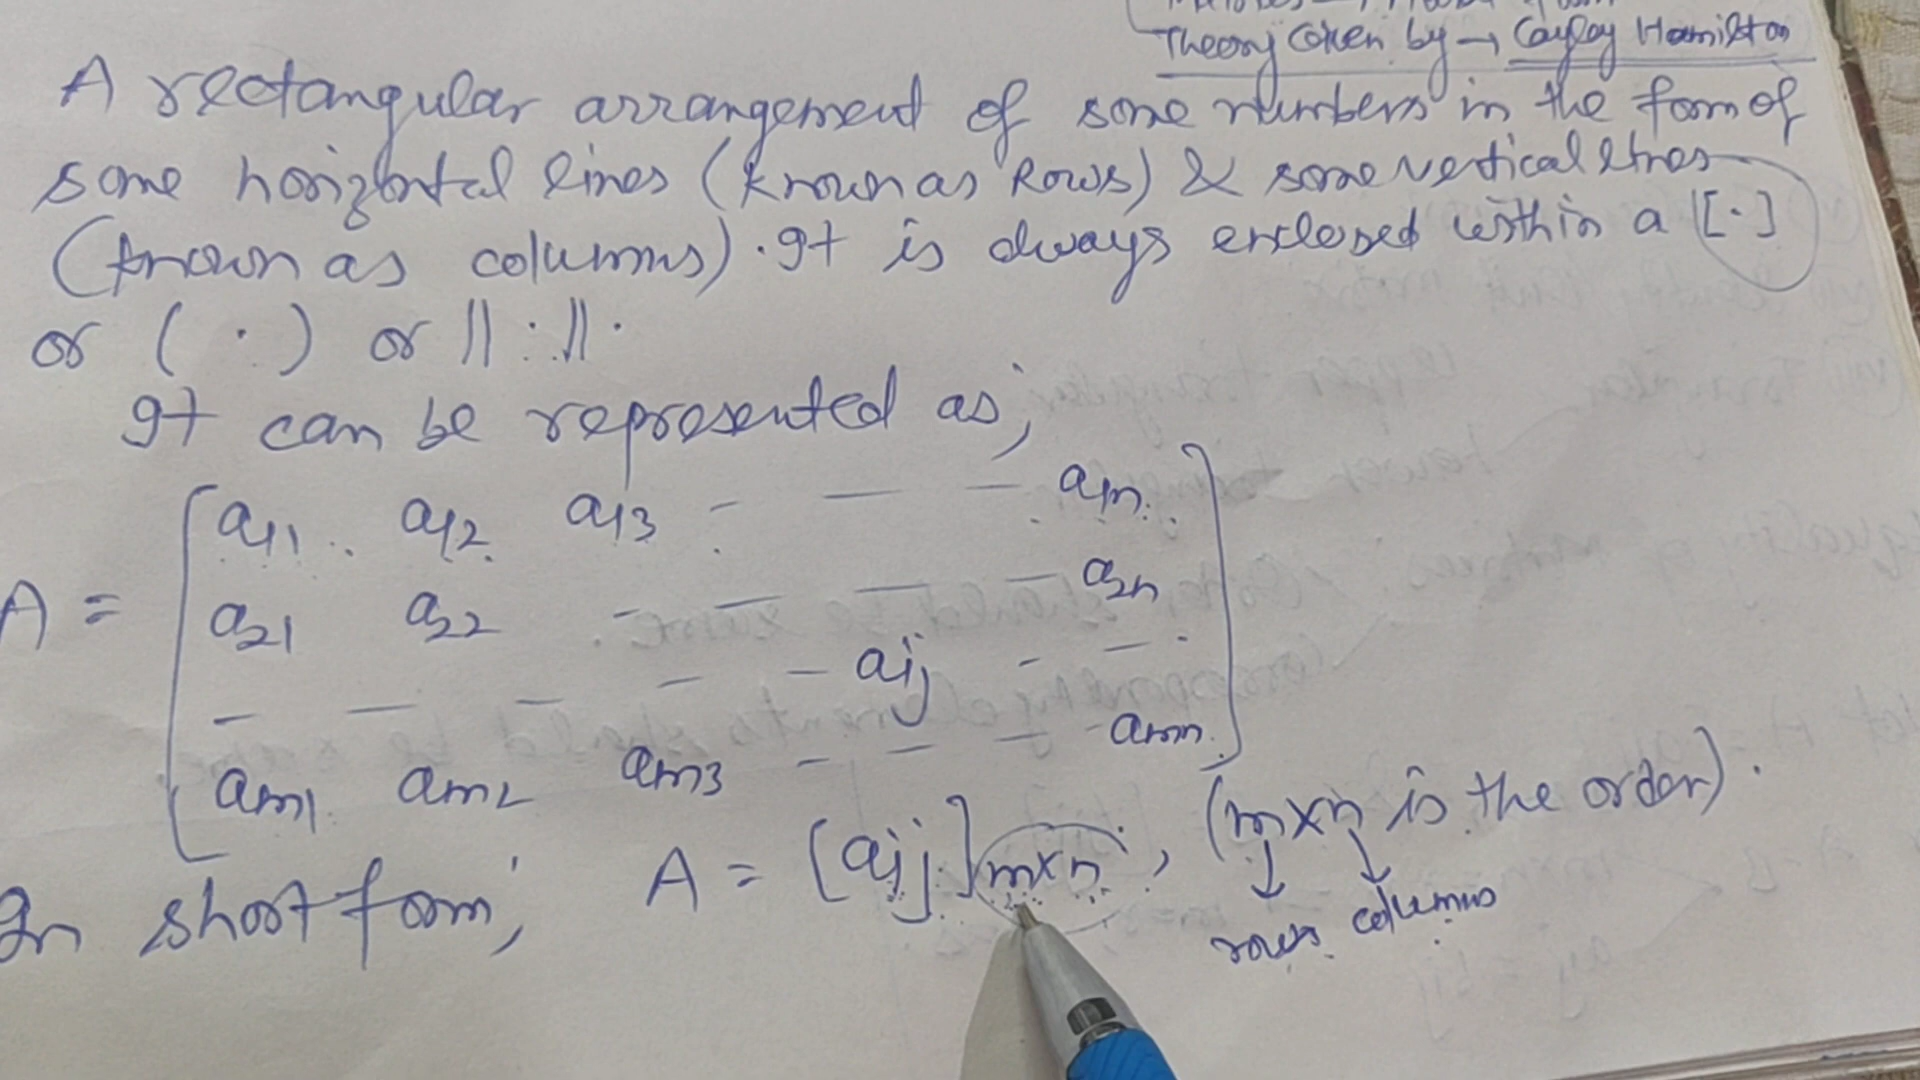 Theory Given by → Cayley Hamilton
A rectangular arrangement of some numbers in the form of
some horizontal lines (known as Rows) & some vertical lines
(known as columns). It is always enclosed within a [·]
or ( · ) or || : ||.
It can be represented as,
a11 a12 a13 - — - a1n
a21 a22 - — — - a2n
A =
— — - - - aij - - -
am1 am2 am3 - - - - amn
In short form, A = [aij]m×n, (m×n is the order).
rows columns